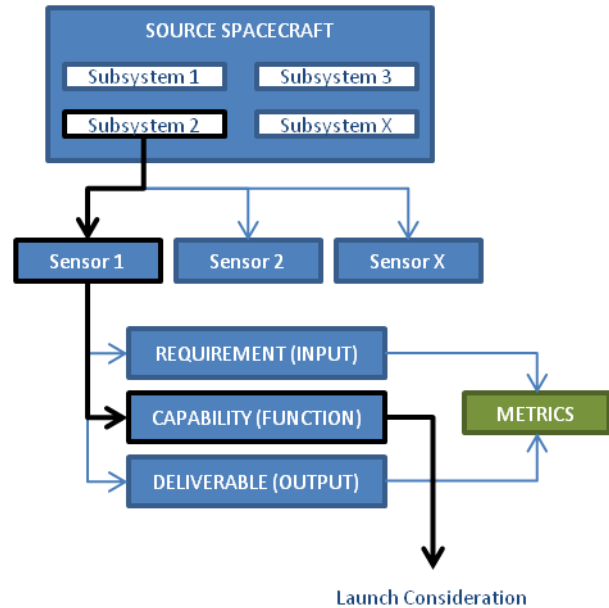 SOURCE SPACECRAFT
Subsystem 1
Subsystem 3
Subsystem 2
Subsystem X
Sensor 1
Sensor 2
Sensor X
REQUIREMENT (INPUT)
CAPABILITY (FUNCTION)
METRICS
DELIVERABLE (OUTPUT)
Launch Consideration